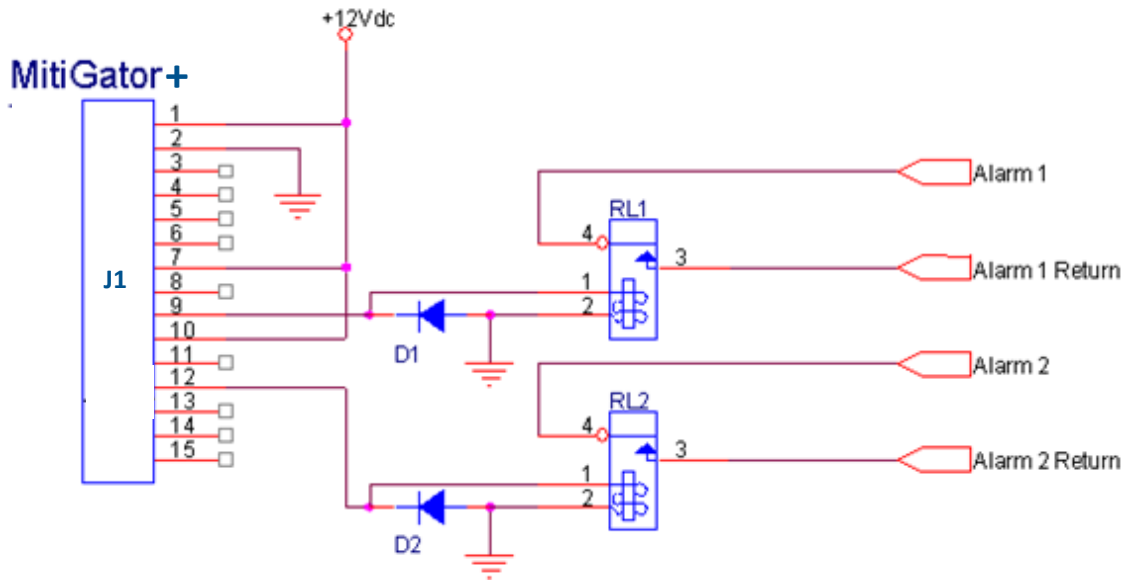 +12Vdc
MitiGator+
J1
1
2
3
4
5
6
7
8
9
10
11
12
13
14
15
Alarm 1
RL1
4
3
Alarm 1 Return
1
2
D1
Alarm 2
RL2
4
3
Alarm 2 Return
1
2
D2